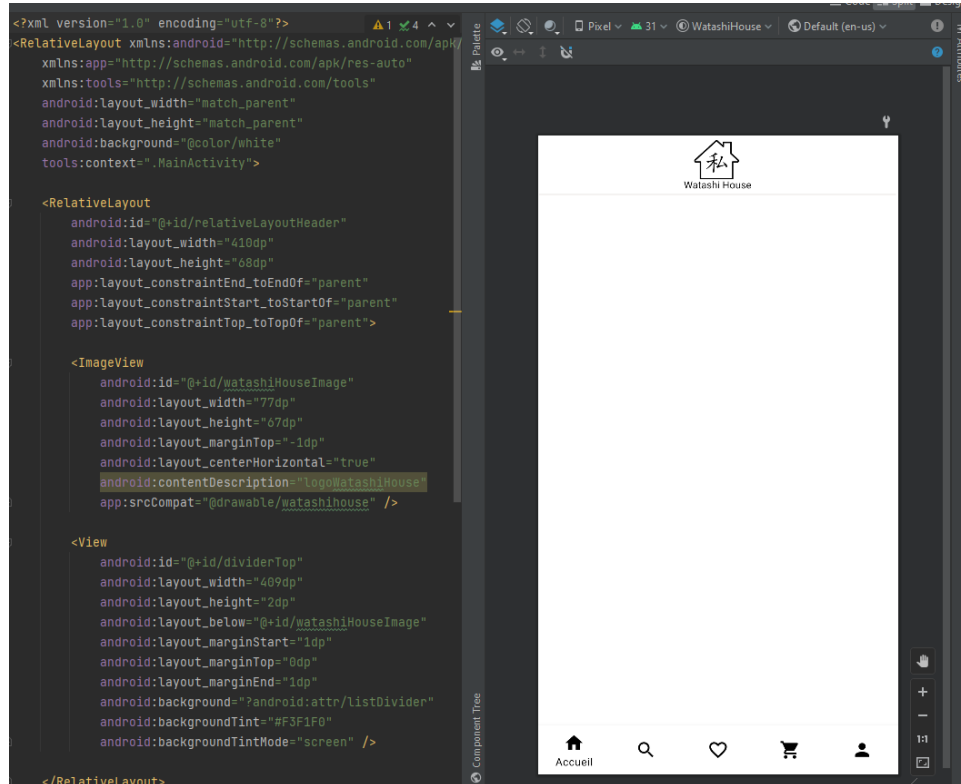 <?xml version="1.0" encoding="utf-8"?>
1
4
<RelativeLayout xmlns:android="http://schemas.android.com/apk/
xmlns:app="http://schemas.android.com/apk/res-auto"
xmlns:tools="http://schemas.android.com/tools"
android:layout_width="match_parent"
android:layout_height="match_parent"
android:background="@color/white"
tools:context=".MainActivity">
<RelativeLayout
android:id="@+id/relativeLayoutHeader"
android:layout_width="410dp"
android:layout_height="68dp"
app:layout_constraintEnd_toEndOf="parent"
app:layout_constraintStart_toStartOf="parent"
app:layout_constraintTop_toTopOf="parent">
<ImageView
android:id="@+id/watashiHouseImage"
android:layout_width="77dp"
android:layout_height="67dp"
android:layout_marginTop="-1dp"
android:layout_centerHorizontal="true"
android:contentDescription="logoWatashiHouse"
app:srcCompat="@drawable/watashihouse" />
<View
android:id="@+id/dividerTop"
android:layout_width="409dp"
android:layout_height="2dp"
android:layout_below="@+id/watashiHouseImage"
android:layout_marginStart="1dp"
android:layout_marginTop="0dp"
android:layout_marginEnd="1dp"
android:background="?android:attr/listDivider"
android:backgroundTint="#F3F1F0"
android:backgroundTintMode="screen" />
</RelativeLayout>
Palette
Component Tree
Pixel
31
WatashiHouse
Default (en-us)
Attributes
私
Watashi House
Accueil
1:1